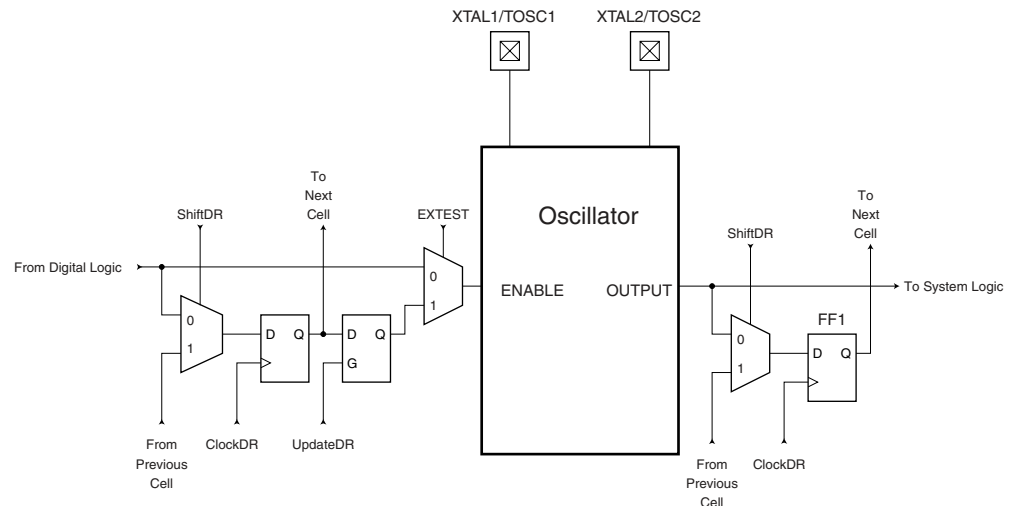 XTAL1/TOSC1
XTAL2/TOSC2
To
Next
Cell
ShiftDR
EXTEST
From Digital Logic
0
1
D Q
D Q
G
0
1
From
Previous
Cell
ClockDR
UpdateDR
Oscillator
ENABLE
OUTPUT
To
Next
Cell
ShiftDR
To System Logic
0
1
FF1
D Q
From
Previous
Cell
ClockDR